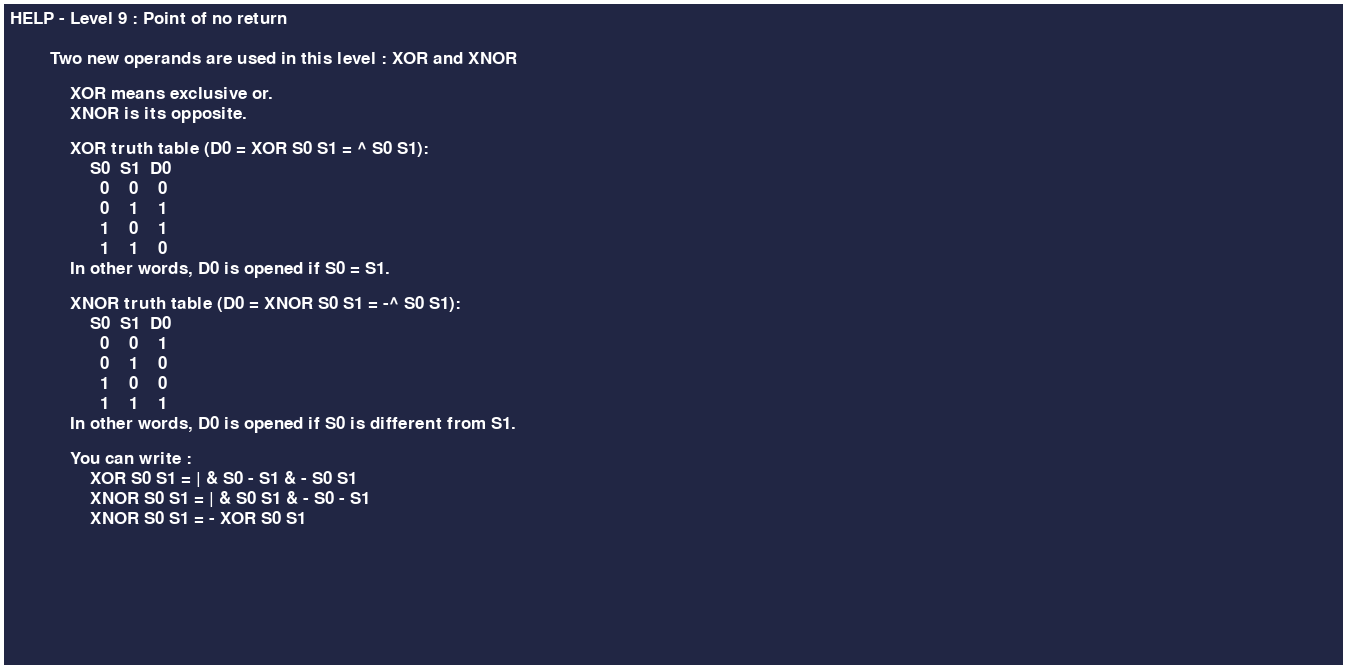 HELP - Level 9 : Point of no return
Two new operands are used in this level : XOR and XNOR
XOR means exclusive or.
XNOR is its opposite.
XOR truth table (D0 = XOR S0 S1 = ^ S0 S1):
S0 S1 D0
0 0 0
0 1 1
1 0 1
1 1 0
In other words, D0 is opened if S0 = S1.
XNOR truth table (D0 = XNOR S0 S1 = -^ S0 S1):
S0 S1 D0
0 0 1
0 1 0
1 0 0
1 1 1
In other words, D0 is opened if S0 is different from S1.
You can write :
XOR S0 S1 = | & S0 - S1 & - S0 S1
XNOR S0 S1 = | & S0 S1 & - S0 - S1
XNOR S0 S1 = - XOR S0 S1